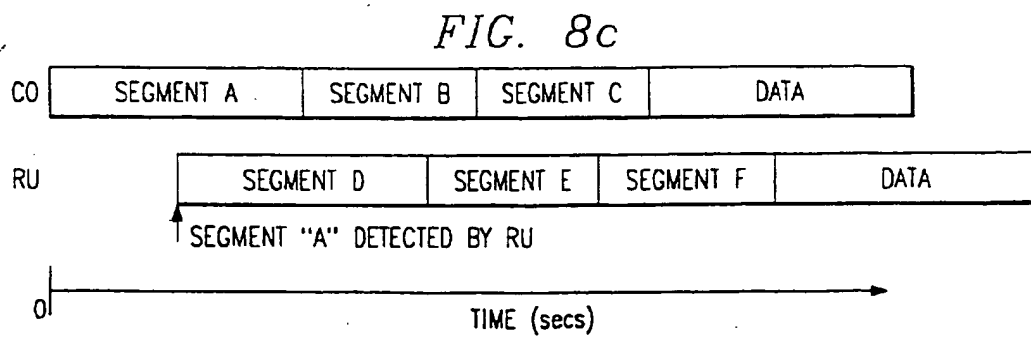 FIG. 8c
CO SEGMENT A SEGMENT B SEGMENT C DATA
RU SEGMENT D SEGMENT E SEGMENT F DATA
SEGMENT "A" DETECTED BY RU
0
TIME (secs)